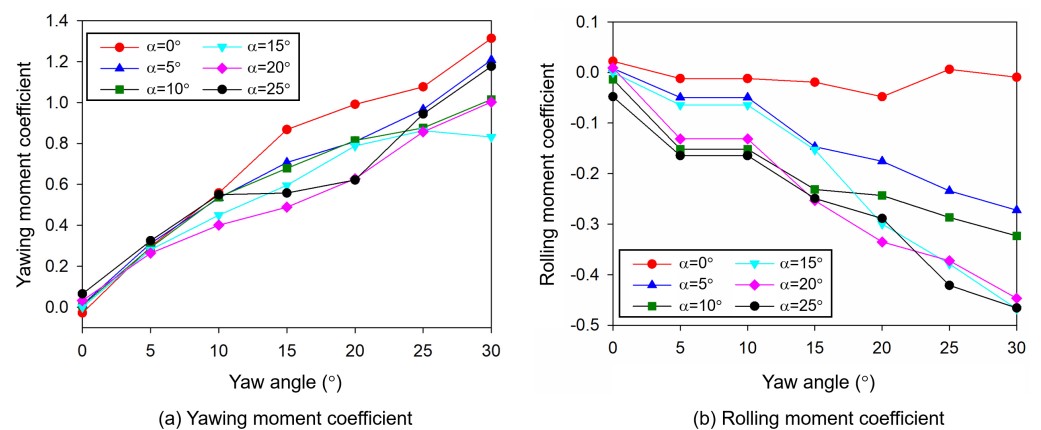 1.4
1.2
1.0
0.8
0.6
0.4
0.2
0.0
Yawing moment coefficient
α=0° α=15°
α=5° α=20°
α=10° α=25°
0 5 10 15 20 25 30
Yaw angle (°)
(a) Yawing moment coefficient
0.1
0.0
-0.1
-0.2
-0.3
-0.4
-0.5
Rolling moment coefficient
α=0° α=15°
α=5° α=20°
α=10° α=25°
0 5 10 15 20 25 30
Yaw angle (°)
(b) Rolling moment coefficient